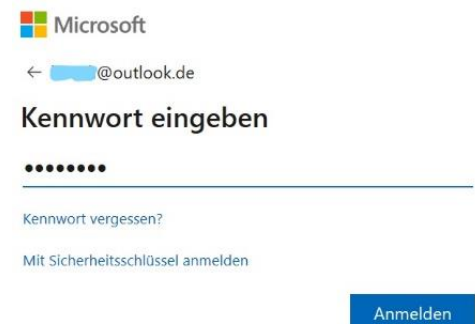 Microsoft
← @outlook.de
Kennwort eingeben
••••••••
Kennwort vergessen?
Mit Sicherheitsschlüssel anmelden
Anmelden